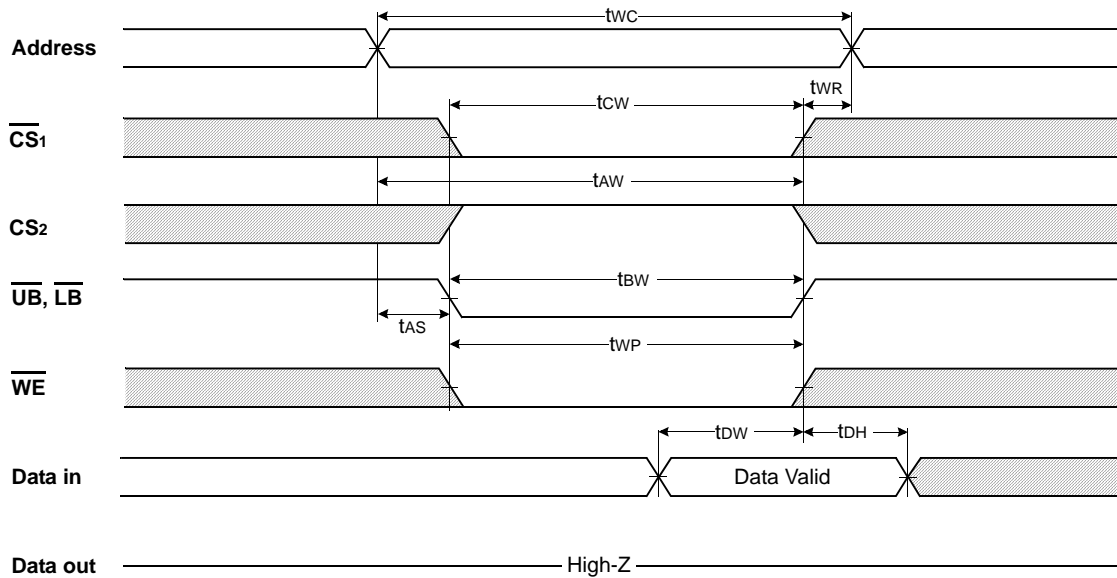 tWC
Address
tWR
tCW
CS1
tAW
CS2
tBW
UB, LB
tAS
tWP
WE
tDW
tDH
Data in
Data Valid
Data out
High-Z